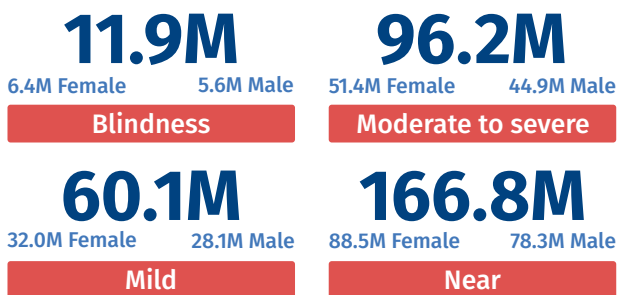 11.9M 96.2M
6.4M Female 5.6M Male 51.4M Female 44.9M Male
Blindness Moderate to severe
60.1M 166.8M
32.0M Female 28.1M Male 88.5M Female 78.3M Male
Mild Near